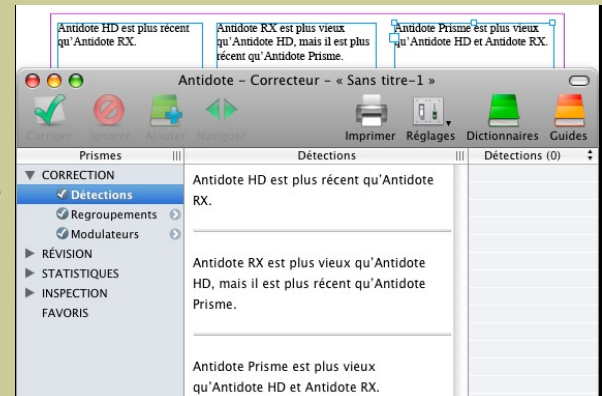 Antidote HD est plus récent
qu'Antidote RX.
Antidote RX est plus vieux
qu'Antidote HD, mais il est plus
récent qu'Antidote Prisme.
Antidote Prisme est plus vieux
qu'Antidote HD et Antidote RX.
Antidote – Correcteur – « Sans titre-1 »
Corriger Ignorer Ajouter Naviguer Imprimer Réglages Dictionnaires Guides
Prismes Détections Détections (0)
CORRECTION
Détections
Regroupements
Modulateurs
RÉVISION
STATISTIQUES
INSPECTION
FAVORIS
Antidote HD est plus récent qu'Antidote
RX.
Antidote RX est plus vieux qu'Antidote
HD, mais il est plus récent qu'Antidote
Prisme.
Antidote Prisme est plus vieux
qu'Antidote HD et Antidote RX.